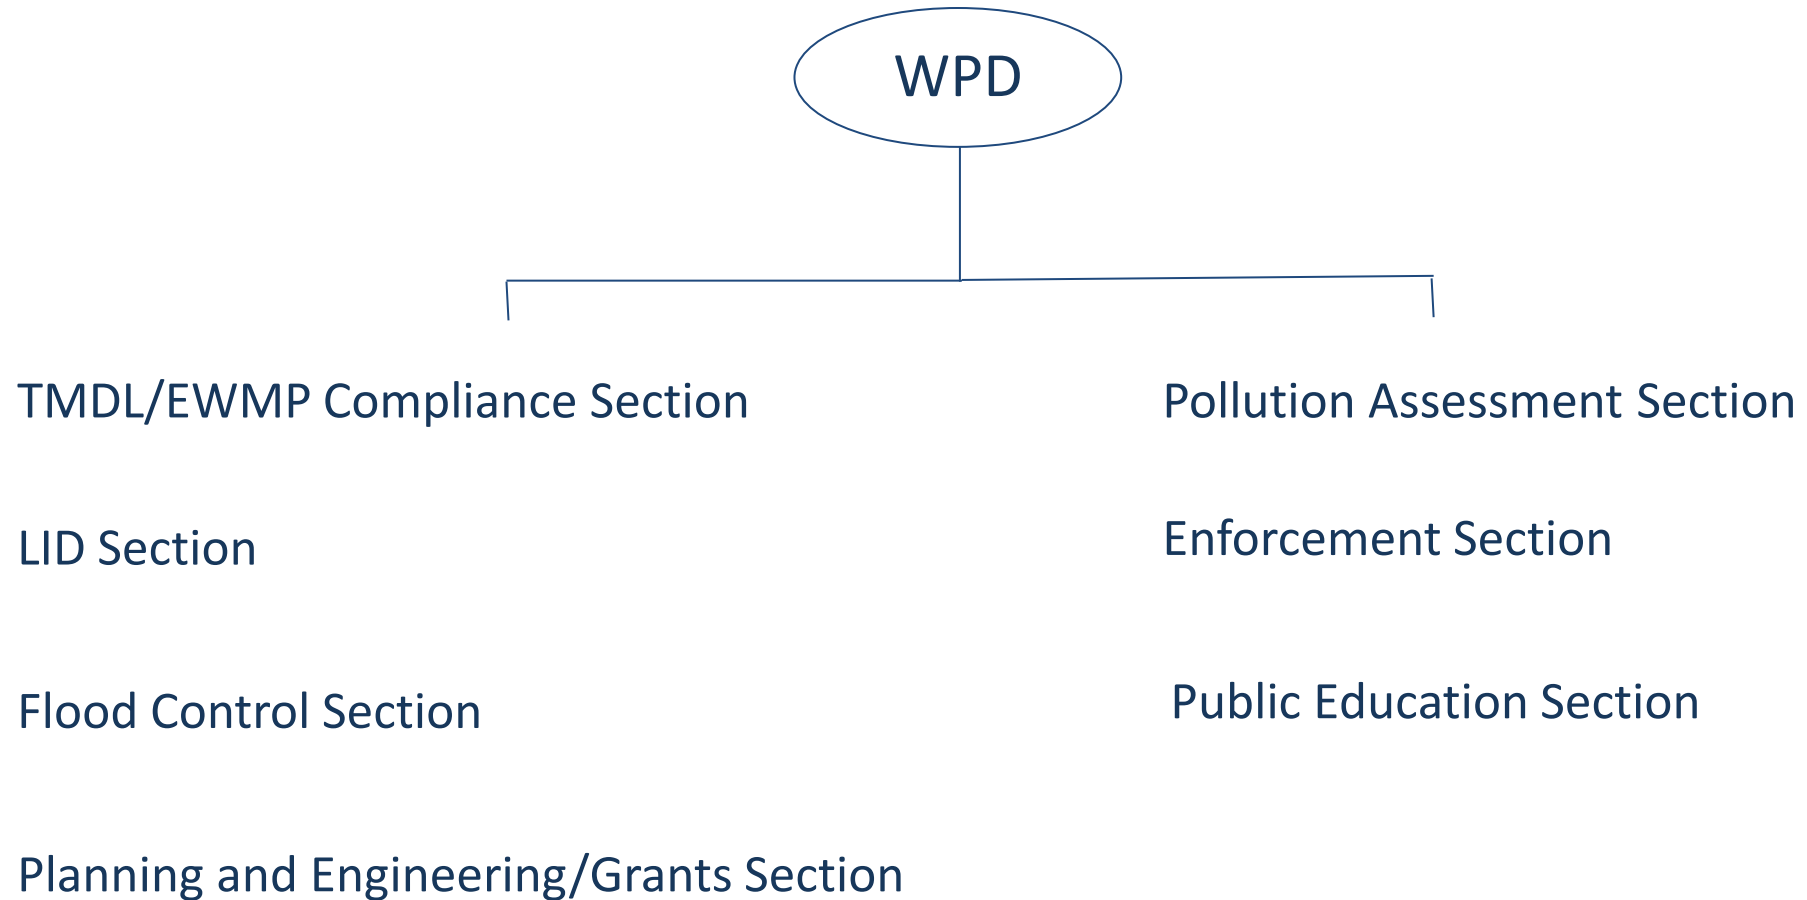 WPD
TMDL/EWMP Compliance Section
LID Section
Flood Control Section
Planning and Engineering/Grants Section
Pollution Assessment Section
Enforcement Section
Public Education Section